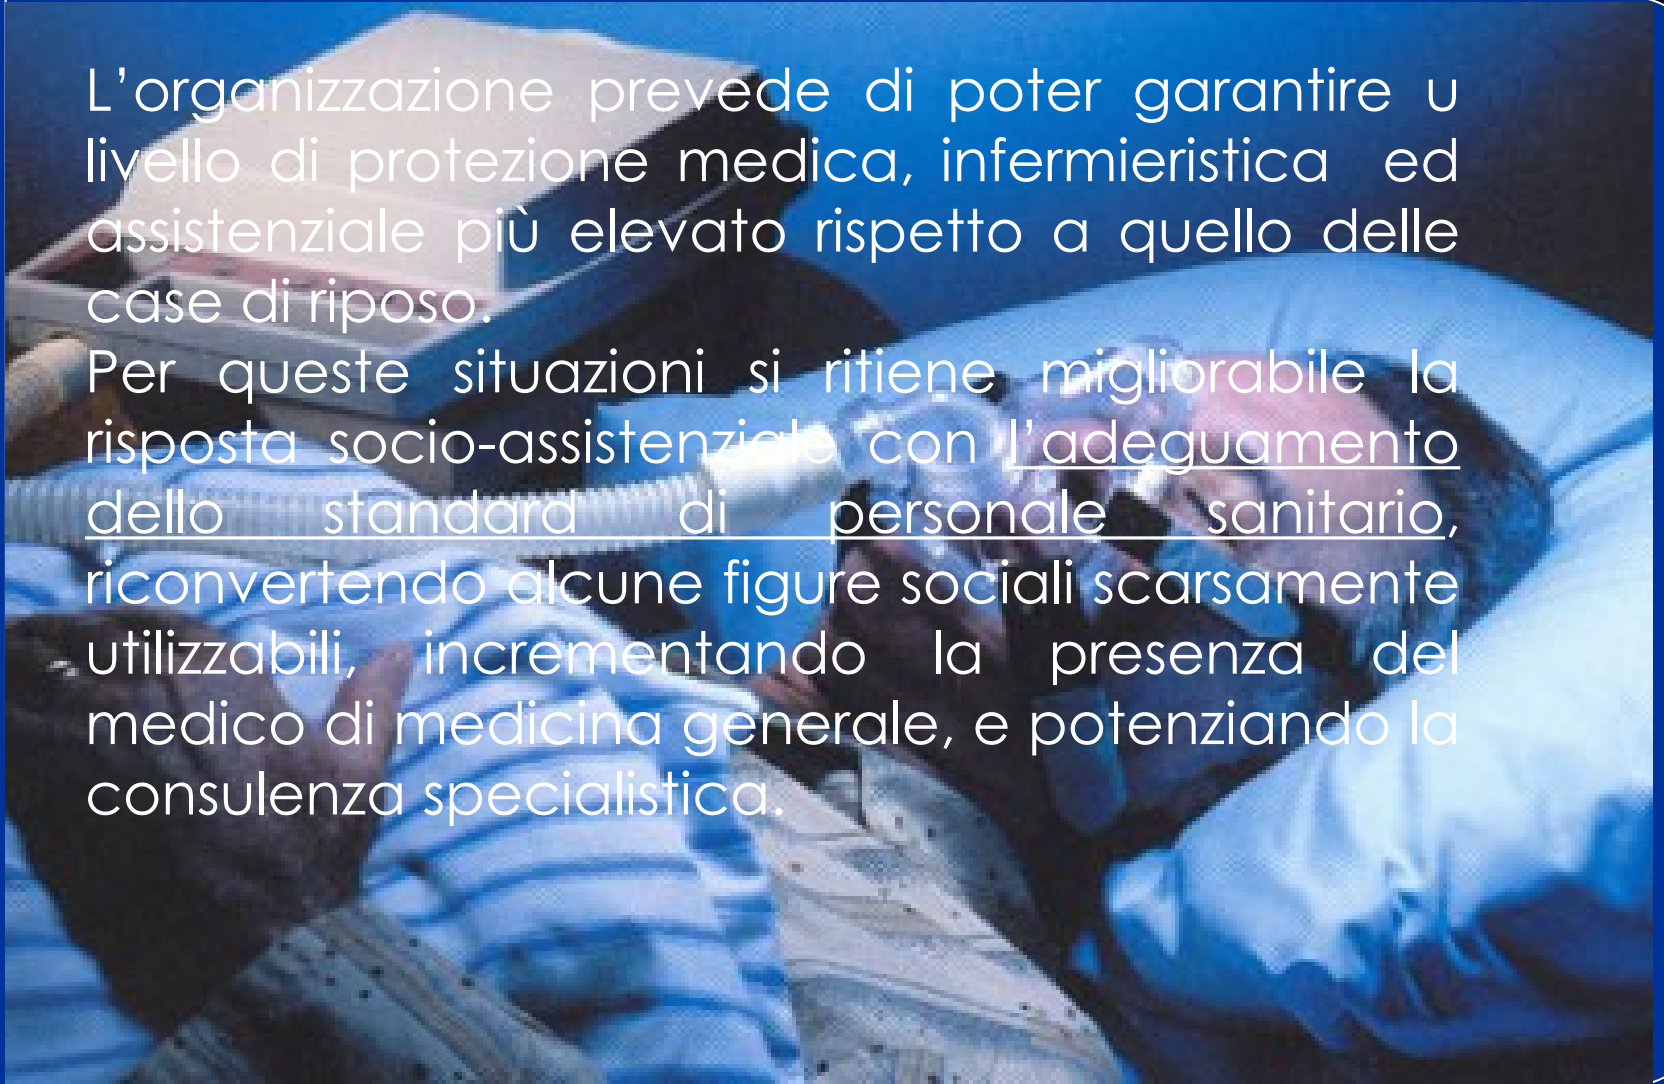 L’organizzazione prevede di poter garantire u
livello di protezione medica, infermieristica ed
assistenziale più elevato rispetto a quello delle
case di riposo.
Per queste situazioni si ritiene migliorabile la
risposta socio-assistenziale con l’adeguamento
dello standard di personale sanitario,
riconvertendo alcune figure sociali scarsamente
utilizzabili, incrementando la presenza del
medico di medicina generale, e potenziando la
consulenza specialistica.